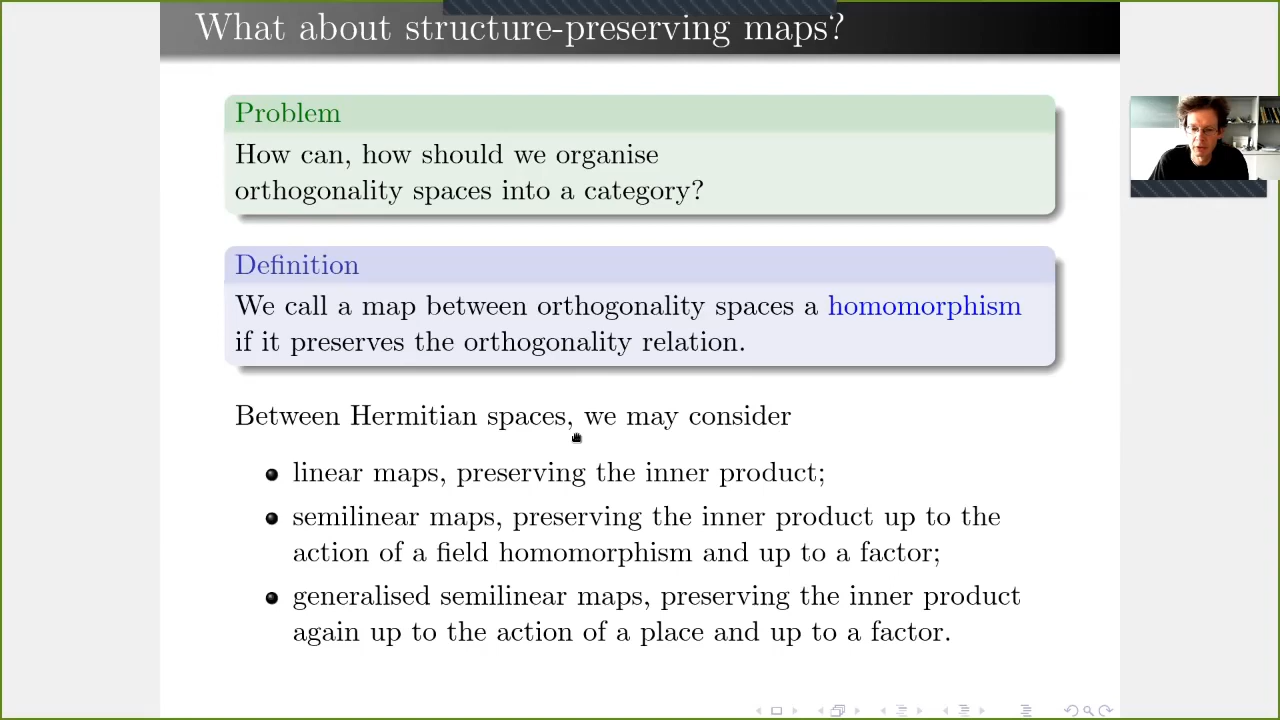 What about structure-preserving maps?
Problem
How can, how should we organise
orthogonality spaces into a category?
Definition
We call a map between orthogonality spaces a homomorphism
if it preserves the orthogonality relation.
Between Hermitian spaces, we may consider
linear maps, preserving the inner product;
semilinear maps, preserving the inner product up to the
action of a field homomorphism and up to a factor;
generalised semilinear maps, preserving the inner product
again up to the action of a place and up to a factor.